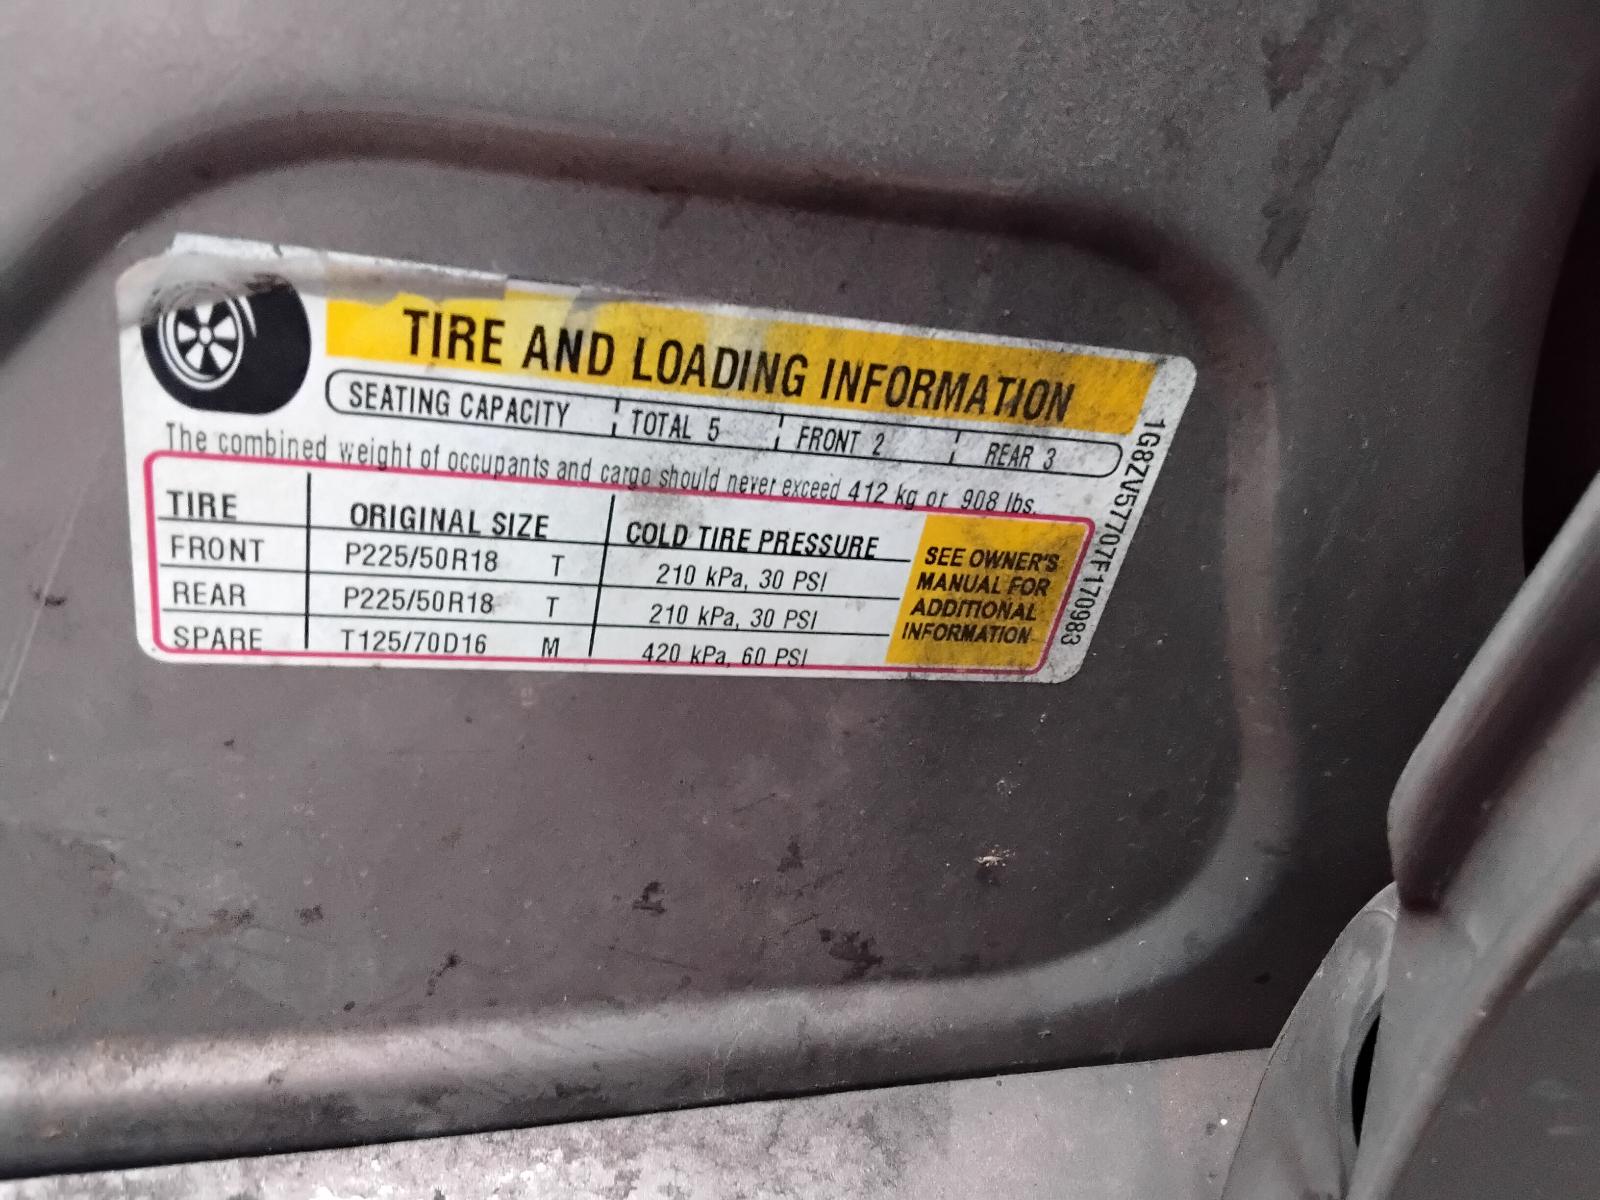 TIRE AND LOADING INFORMATION
SEATING CAPACITY TOTAL 5 FRONT 2 REAR 3
The combined weight of occupants and cargo should never exceed 412 kg or 908 lbs.
TIRE ORIGINAL SIZE COLD TIRE PRESSURE
FRONT P225/50R18 T 210 kPa, 30 PSI
REAR P225/50R18 T 210 kPa, 30 PSI
SPARE T125/70D16 M 420 kPa, 60 PSI
SEE OWNER'S
MANUAL FOR
ADDITIONAL
INFORMATION
1G8ZV57707F170983